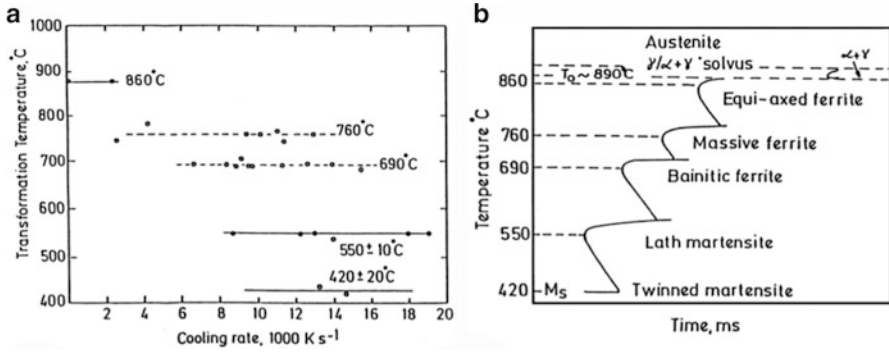 a
Transformation Temperature,°C
1000
900
800
700
600
500
400
860°C
760°C
690°C
550±10°C
420±20°C
0 2 4 6 8 10 12 14 16 18 20
Cooling rate, 1000 K s-1
b
Temperature°C
Austenite
γ/α+γ solvus
α+γ
To~890°C
860
Equi-axed ferrite
760
Massive ferrite
690
Bainitic ferrite
550
Lath martensite
420 Ms Twinned martensite
Time, ms